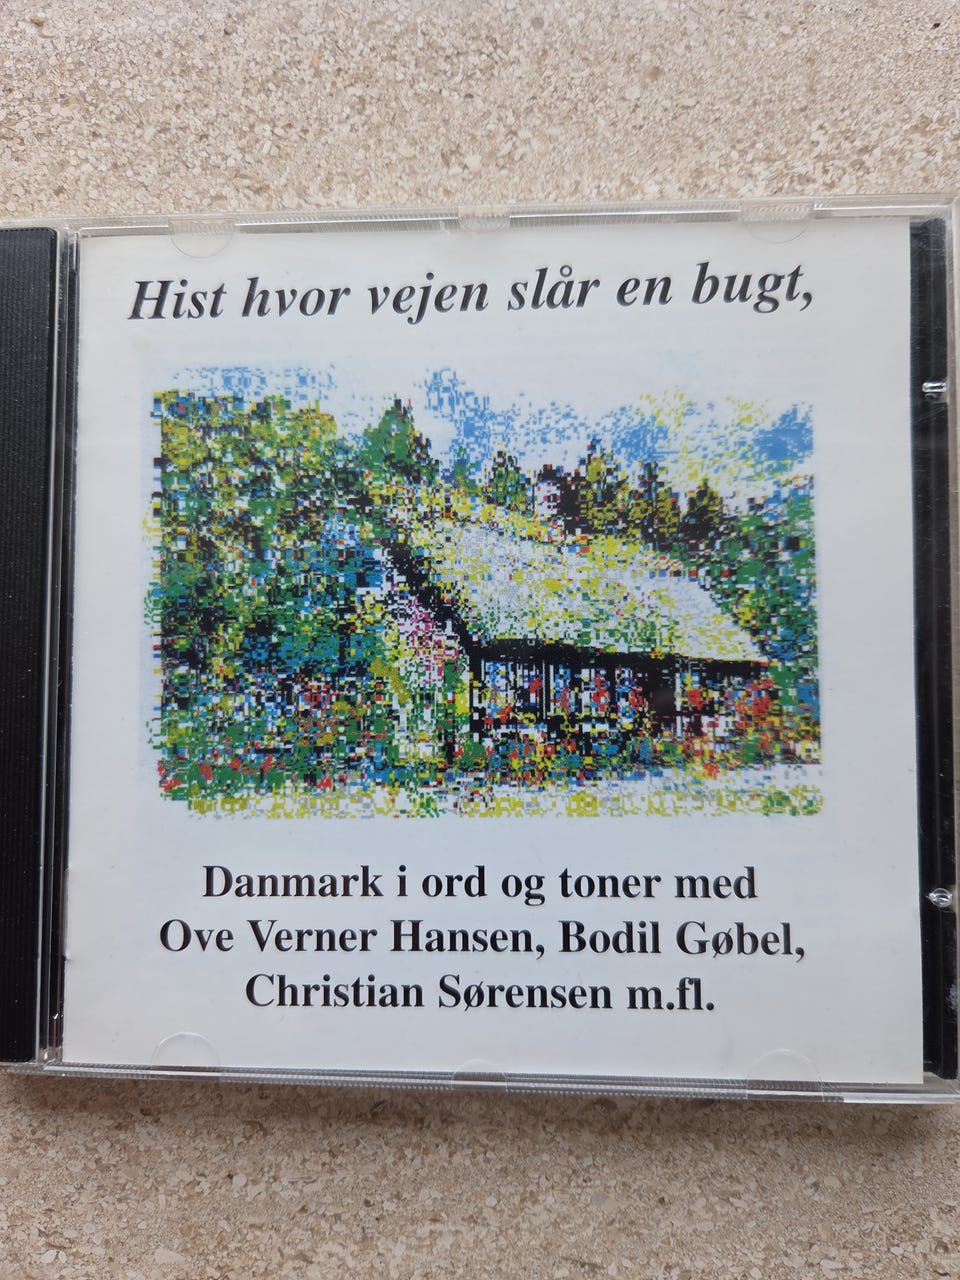 Hist hvor vejen slår en bugt,
Danmark i ord og toner med
Ove Verner Hansen, Bodil Gøbel,
Christian Sørensen m.fl.